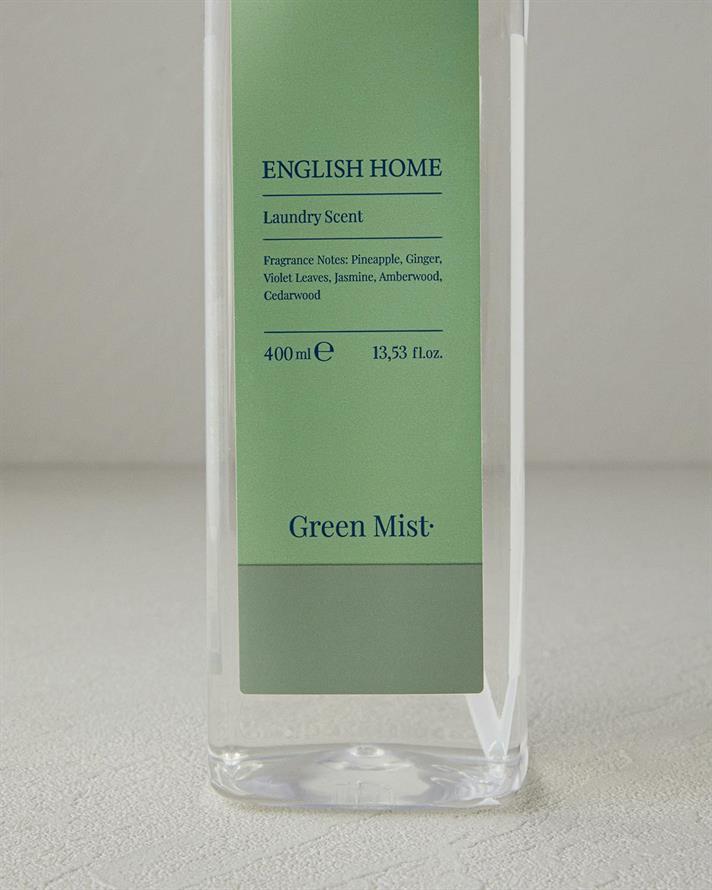 ENGLISH HOME
Laundry Scent
Fragrance Notes: Pineapple, Ginger,
Violet Leaves, Jasmine, Amberwood,
Cedarwood
400 ml ℮ 13,53 fl.oz.
Green Mist·